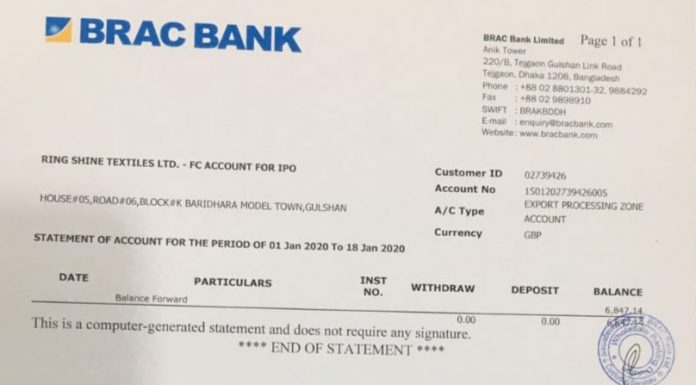 BRAC BANK
BRAC Bank Limited Page 1 of 1
Anik Tower
220/B, Tejgaon Gulshan Link Road
Tejgaon, Dhaka 1208, Bangladesh
Phone : +88 02 8801301-32, 9884292
Fax : +88 02 9898910
SWIFT : BRAKBDDH
E-mail : enquiry@bracbank.com
Website: www.bracbank.com
RING SHINE TEXTILES LTD. - FC ACCOUNT FOR IPO
HOUSE#05,ROAD#06,BLOCK#K BARIDHARA MODEL TOWN,GULSHAN
Customer ID 02739426
Account No 1501202739426005
A/C Type EXPORT PROCESSING ZONE ACCOUNT
Currency GBP
STATEMENT OF ACCOUNT FOR THE PERIOD OF 01 Jan 2020 TO 18 Jan 2020
DATE PARTICULARS INST NO. WITHDRAW DEPOSIT BALANCE
Balance Forward 6,847.14
0.00 0.00 6,847.14
This is a computer-generated statement and does not require any signature.
**** END OF STATEMENT ****